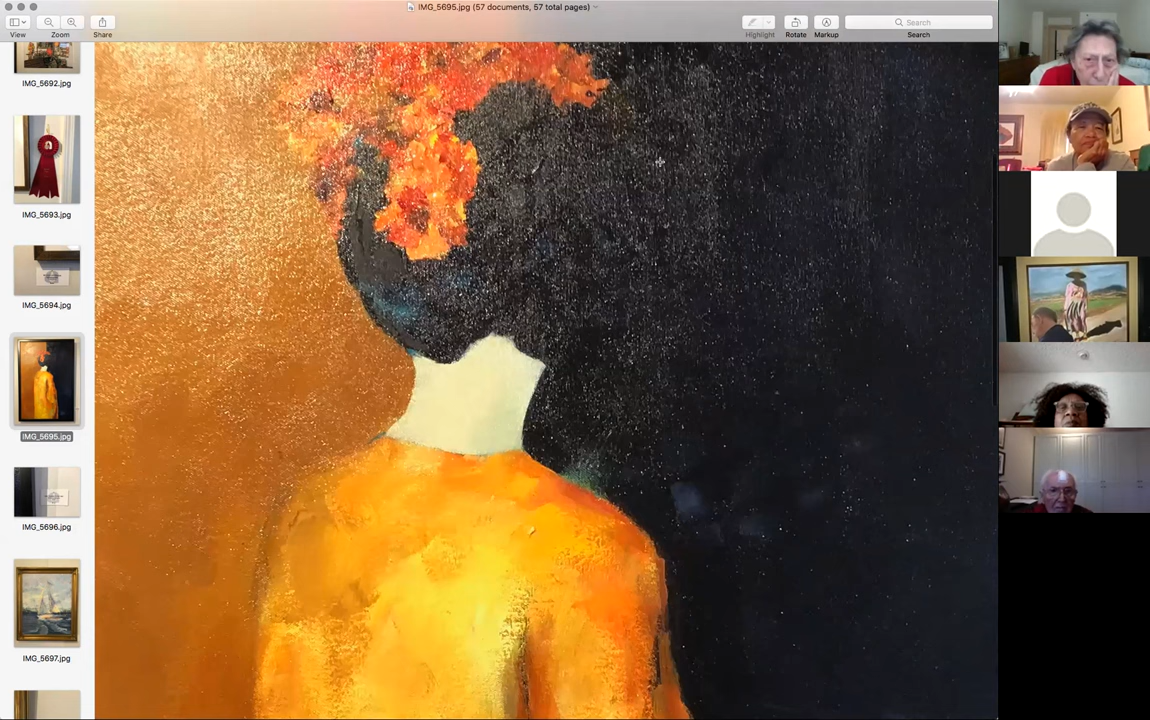 IMG_5695.jpg (57 documents, 57 total pages)
View
Zoom
Share
Highlight
Rotate
Markup
Search
Search
IMG_5692.jpg
IMG_5693.jpg
IMG_5694.jpg
IMG_5695.jpg
IMG_5696.jpg
IMG_5697.jpg